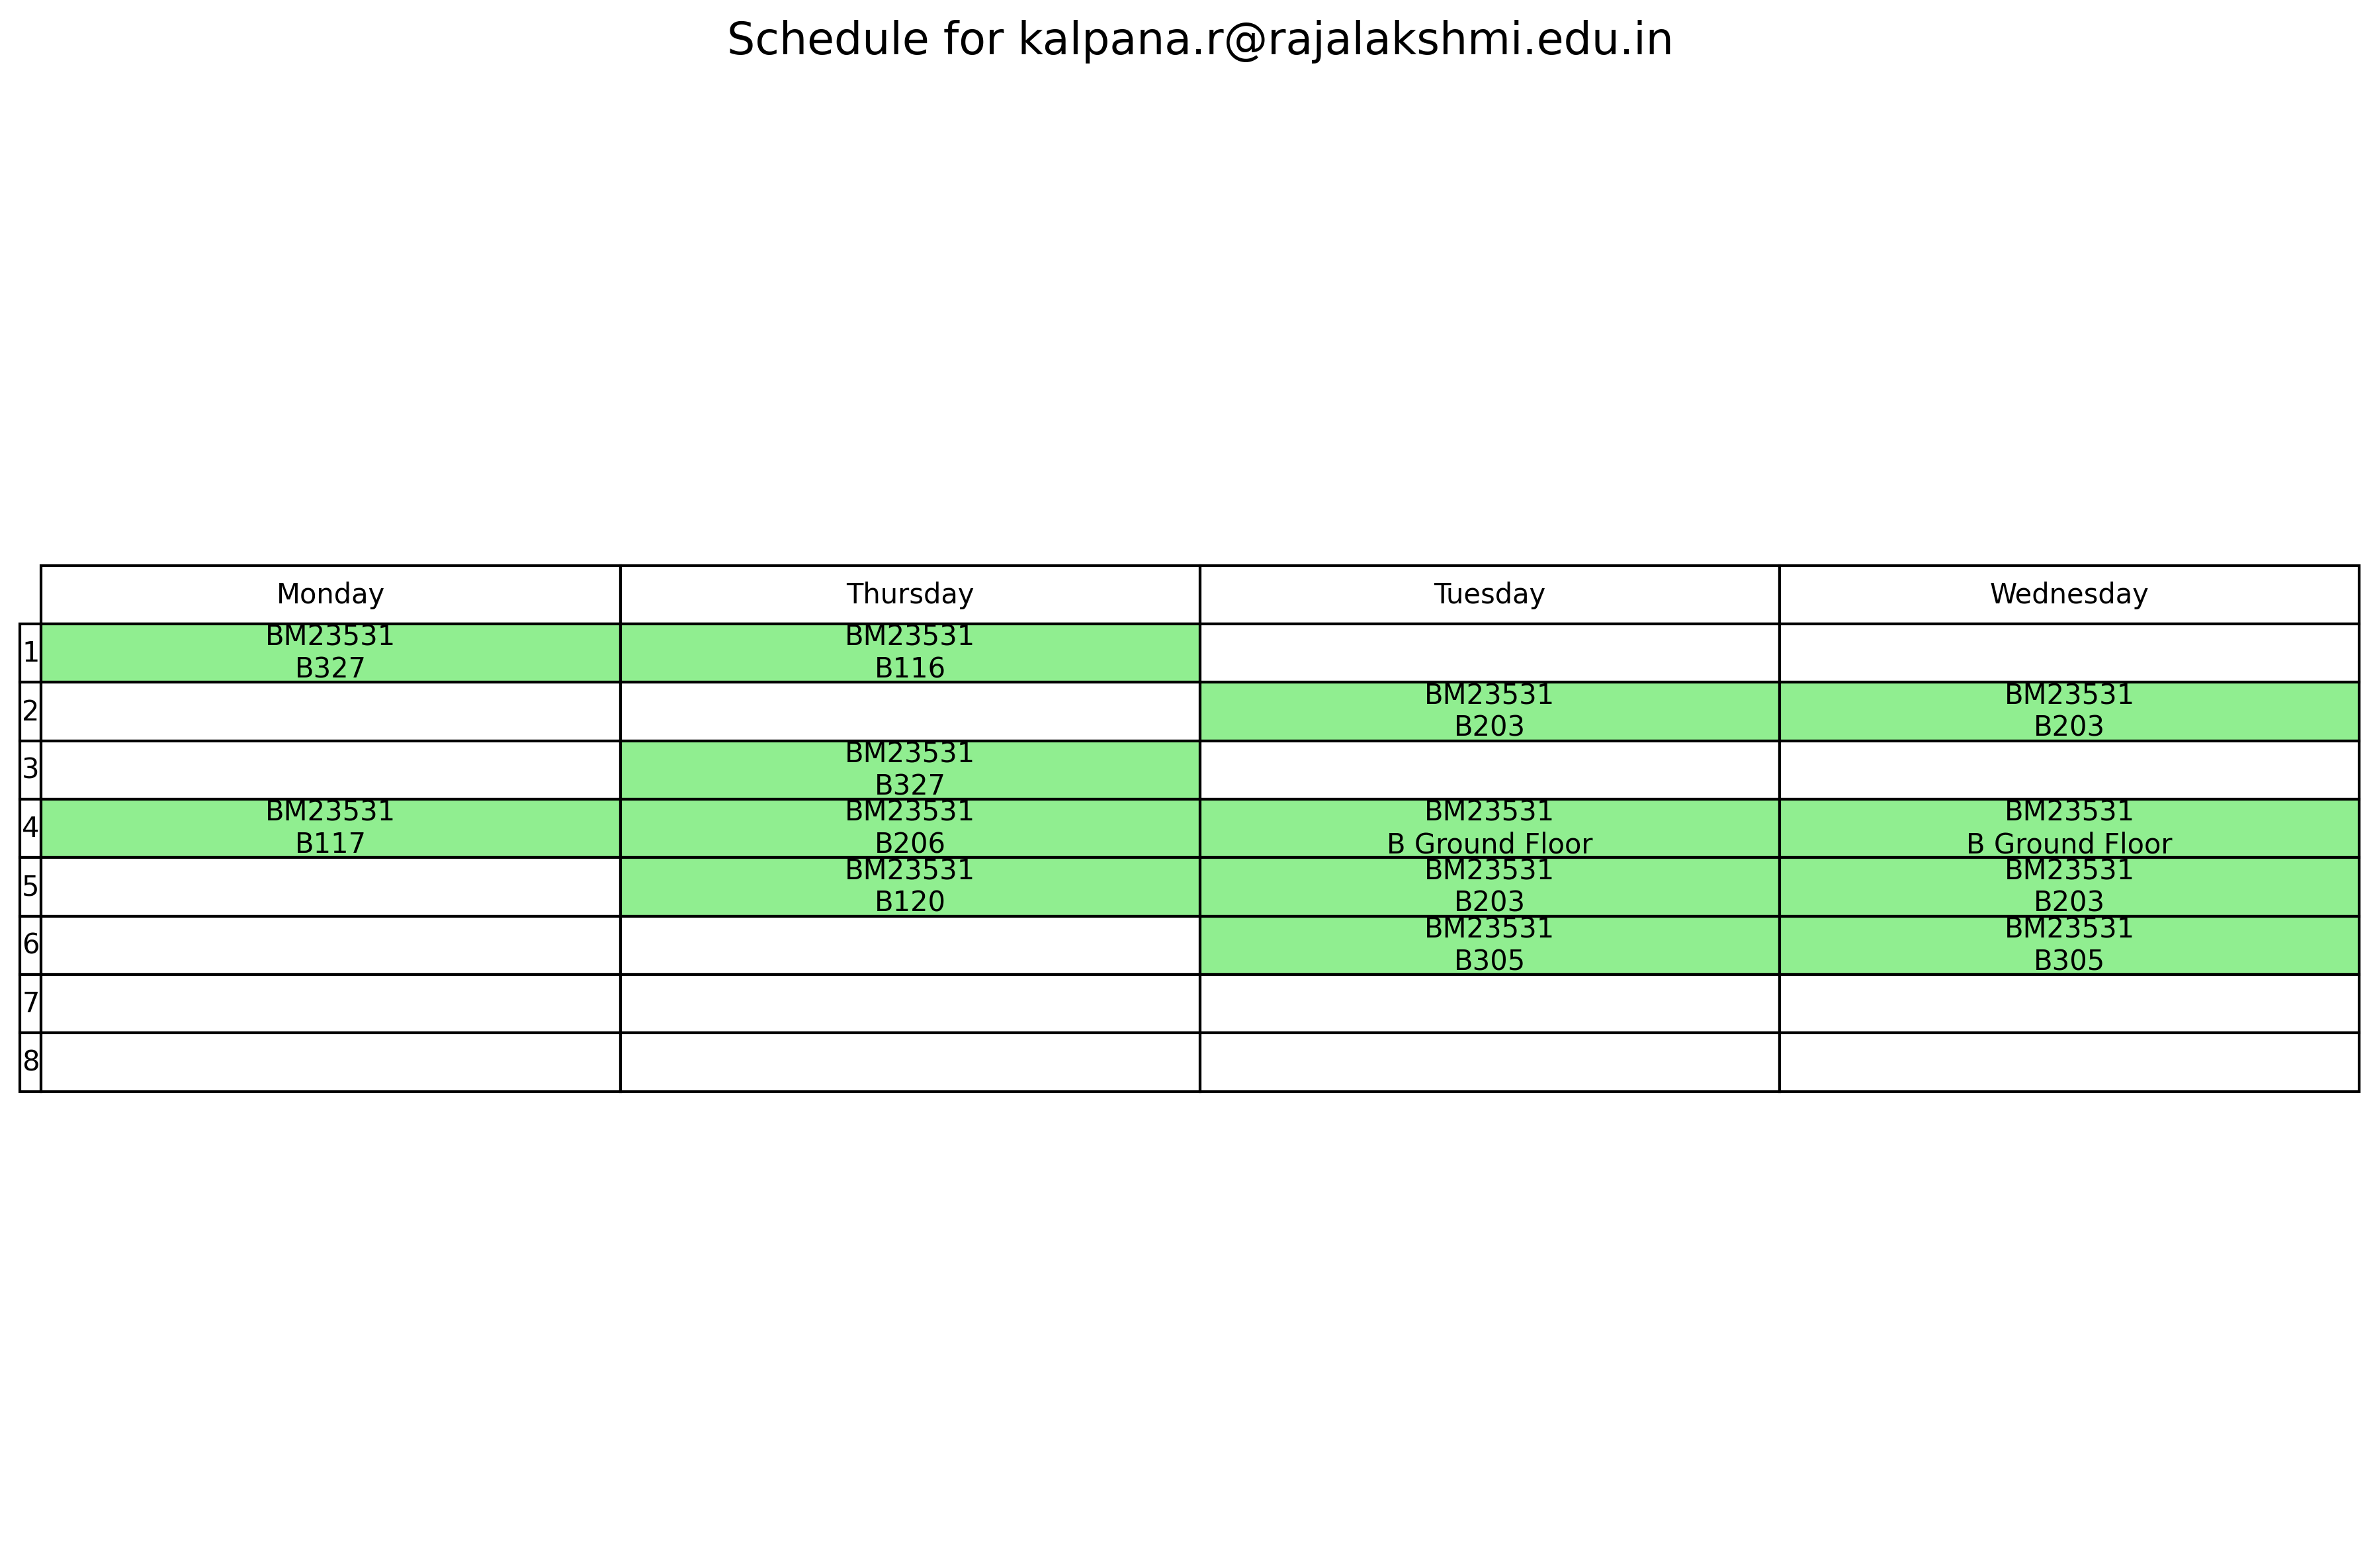 Schedule for kalpana.r@rajalakshmi.edu.in
Monday Thursday Tuesday Wednesday
1 BM23531 B327 BM23531 B116
2 BM23531 B203 BM23531 B203
3 BM23531 B327
4 BM23531 B117 BM23531 B206 BM23531 B Ground Floor BM23531 B Ground Floor
5 BM23531 B120 BM23531 B203 BM23531 B203
6 BM23531 B305 BM23531 B305
7
8